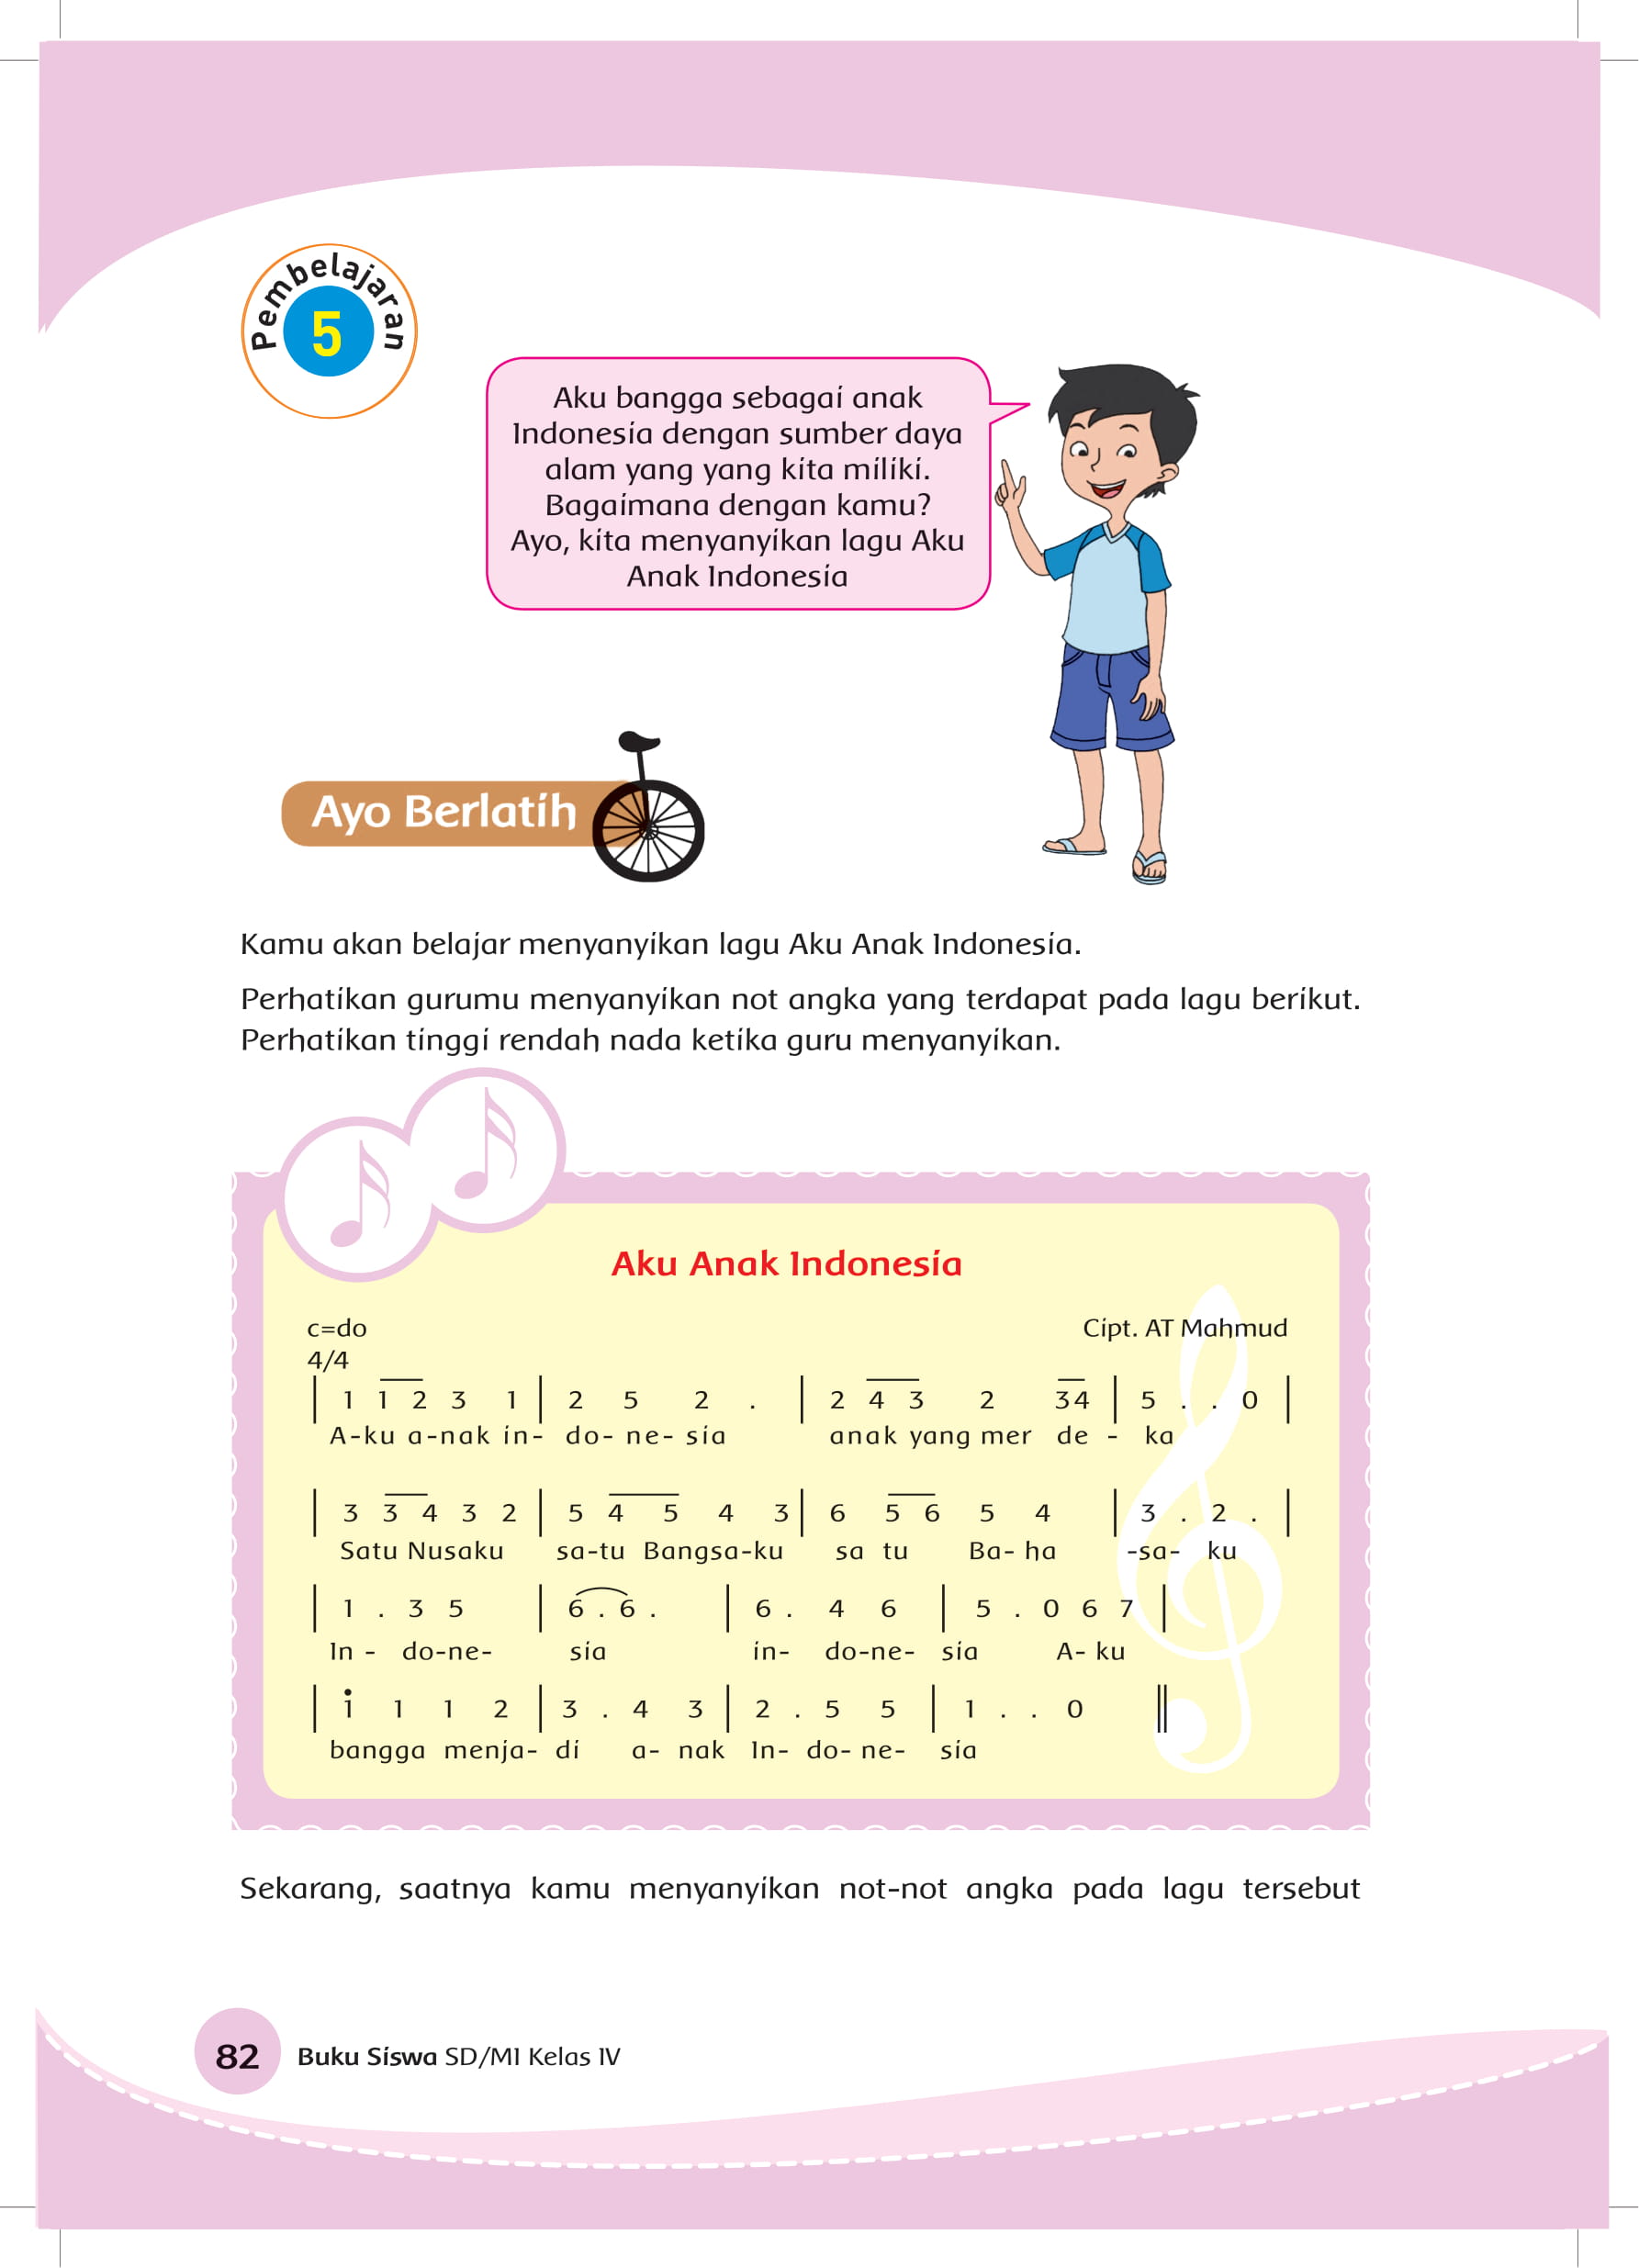 Pembelajaran
5
Aku bangga sebagai anak
Indonesia dengan sumber daya
alam yang yang kita miliki.
Bagaimana dengan kamu?
Ayo, kita menyanyikan lagu Aku
Anak Indonesia
Ayo Berlatih
Kamu akan belajar menyanyikan lagu Aku Anak Indonesia.
Perhatikan gurumu menyanyikan not angka yang terdapat pada lagu berikut.
Perhatikan tinggi rendah nada ketika guru menyanyikan.
Aku Anak Indonesia
c=do Cipt. AT Mahmud
4/4
| 1 1 2 3 1 | 2 5 2 . | 2 4 3 2 34 | 5 . . 0 |
A-ku a-nak in- do- ne- sia anak yang mer de - ka
| 3 3 4 3 2 | 5 4 5 4 3 | 6 5 6 5 4 | 3 . 2 . |
Satu Nusaku sa-tu Bangsa-ku sa tu Ba- ha -sa- ku
| 1 . 3 5 | 6 . 6 . | 6 . 4 6 | 5 . 0 6 7 |
In - do-ne- sia in- do-ne- sia A- ku
| 1̇ 1 1 2 | 3 . 4 3 | 2 . 5 5 | 1 . . 0 ||
bangga menja- di a- nak In- do- ne- sia
Sekarang, saatnya kamu menyanyikan not-not angka pada lagu tersebut
82 Buku Siswa SD/MI Kelas IV